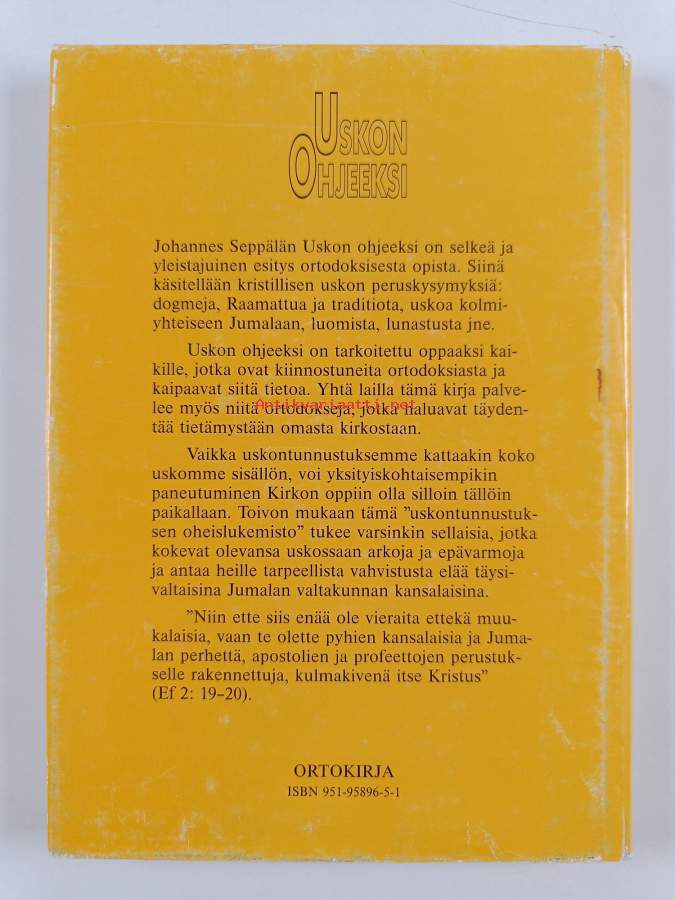 USKON
OHJEEKSI
Johannes Seppälän Uskon ohjeeksi on selkeä ja
yleistajuinen esitys ortodoksisesta opista. Siinä
käsitellään kristillisen uskon peruskysymyksiä:
dogmeja, Raamattua ja traditiota, uskoa kolmi-
yhteiseen Jumalaan, luomista, lunastusta jne.
Uskon ohjeeksi on tarkoitettu oppaaksi kai-
kille, jotka ovat kiinnostuneita ortodoksiasta ja
kaipaavat siitä tietoa. Yhtä lailla tämä kirja palve-
lee myös niitä ortodokseja, jotka haluavat täyden-
Antikvariaatti.net
tää tietämystään omasta kirkostaan.
Vaikka uskontunnustuksemme kattaakin koko
uskomme sisällön, voi yksityiskohtaisempikin
paneutuminen Kirkon oppiin olla silloin tällöin
paikallaan. Toivon mukaan tämä ”uskontunnustuk-
sen oheislukemisto” tukee varsinkin sellaisia, jotka
kokevat olevansa uskossaan arkoja ja epävarmoja
ja antaa heille tarpeellista vahvistusta elää täysi-
valtaisina Jumalan valtakunnan kansalaisina.
”Niin ette siis enää ole vieraita ettekä muu-
kalaisia, vaan te olette pyhien kansalaisia ja Juma-
lan perhettä, apostolien ja profeettojen perustuk-
selle rakennettuja, kulmakivenä itse Kristus”
(Ef 2: 19–20).
ORTOKIRJA
ISBN 951-95896-5-1